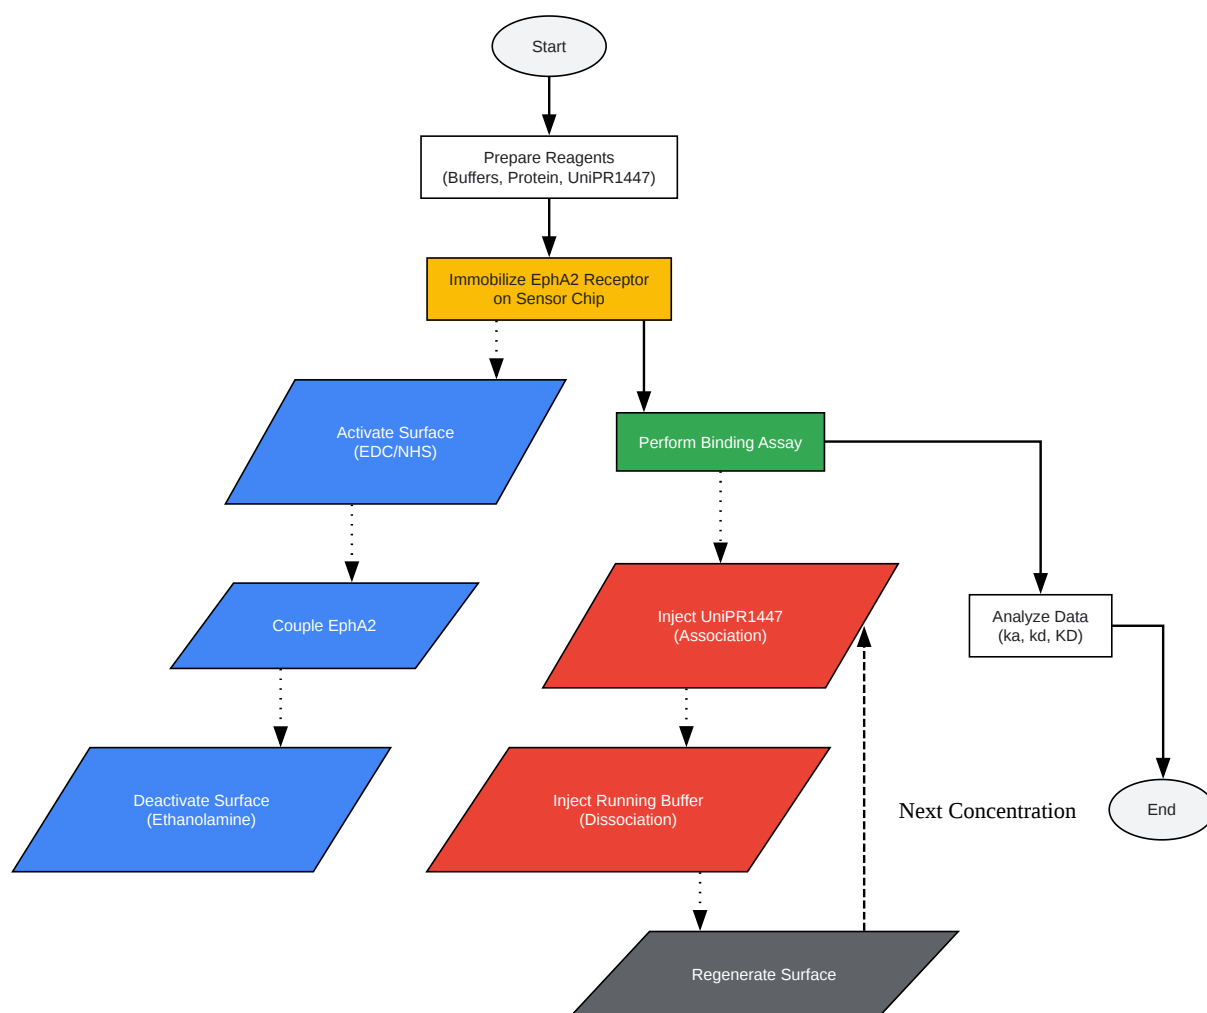 Start
Prepare Reagents
(Buffers, Protein, UniPR1447)
Immobilize EphA2 Receptor
on Sensor Chip
Activate Surface
(EDC/NHS)
Perform Binding Assay
Couple EphA2
Inject UniPR1447
(Association)
Analyze Data
(ka, kd, KD)
Deactivate Surface
(Ethanolamine)
Inject Running Buffer
(Dissociation)
Next Concentration
End
Regenerate Surface